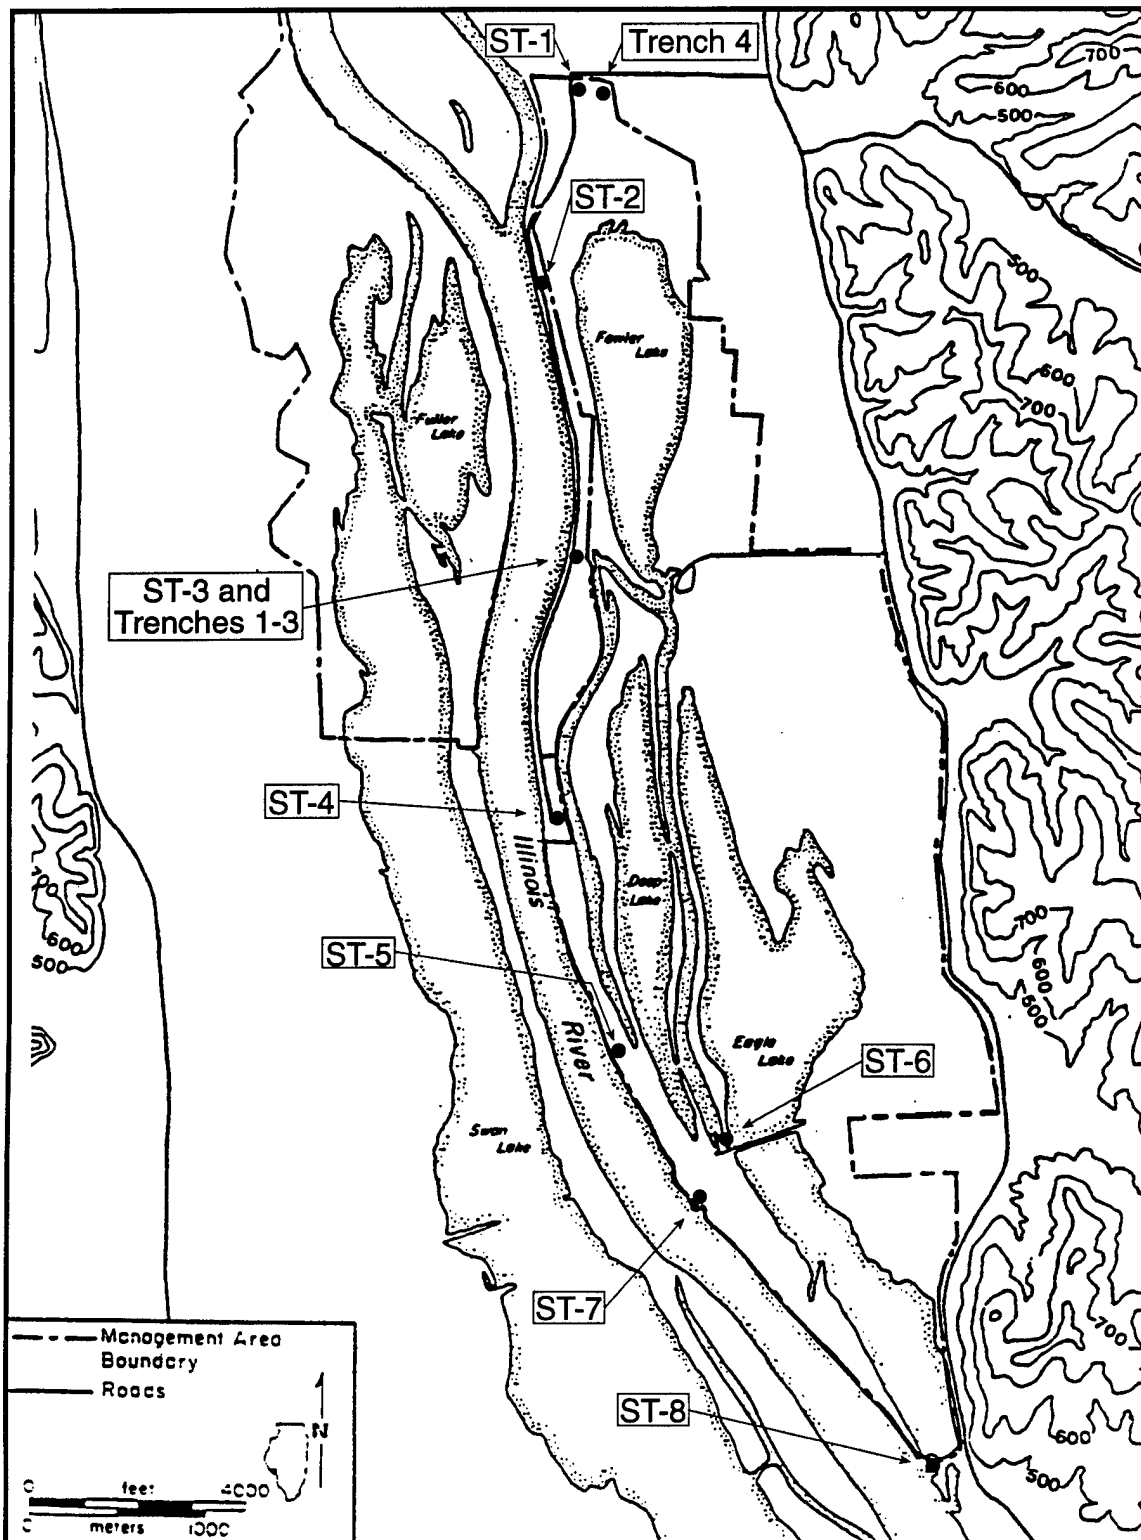 ST-1
Trench 4
700
600
500
ST-2
500
Fowler
Lake
600
700
Fuller
Lake
ST-3 and
Trenches 1-3
ST-4
Illinois
Deep
Lake
700
600
500
600
500
ST-5
River
Eagle
Lake
ST-6
Swan
Lake
ST-7
700
ST-8
600
500
Management Area
Boundary
Roads
N
0 feet 4000
0 meters 1000